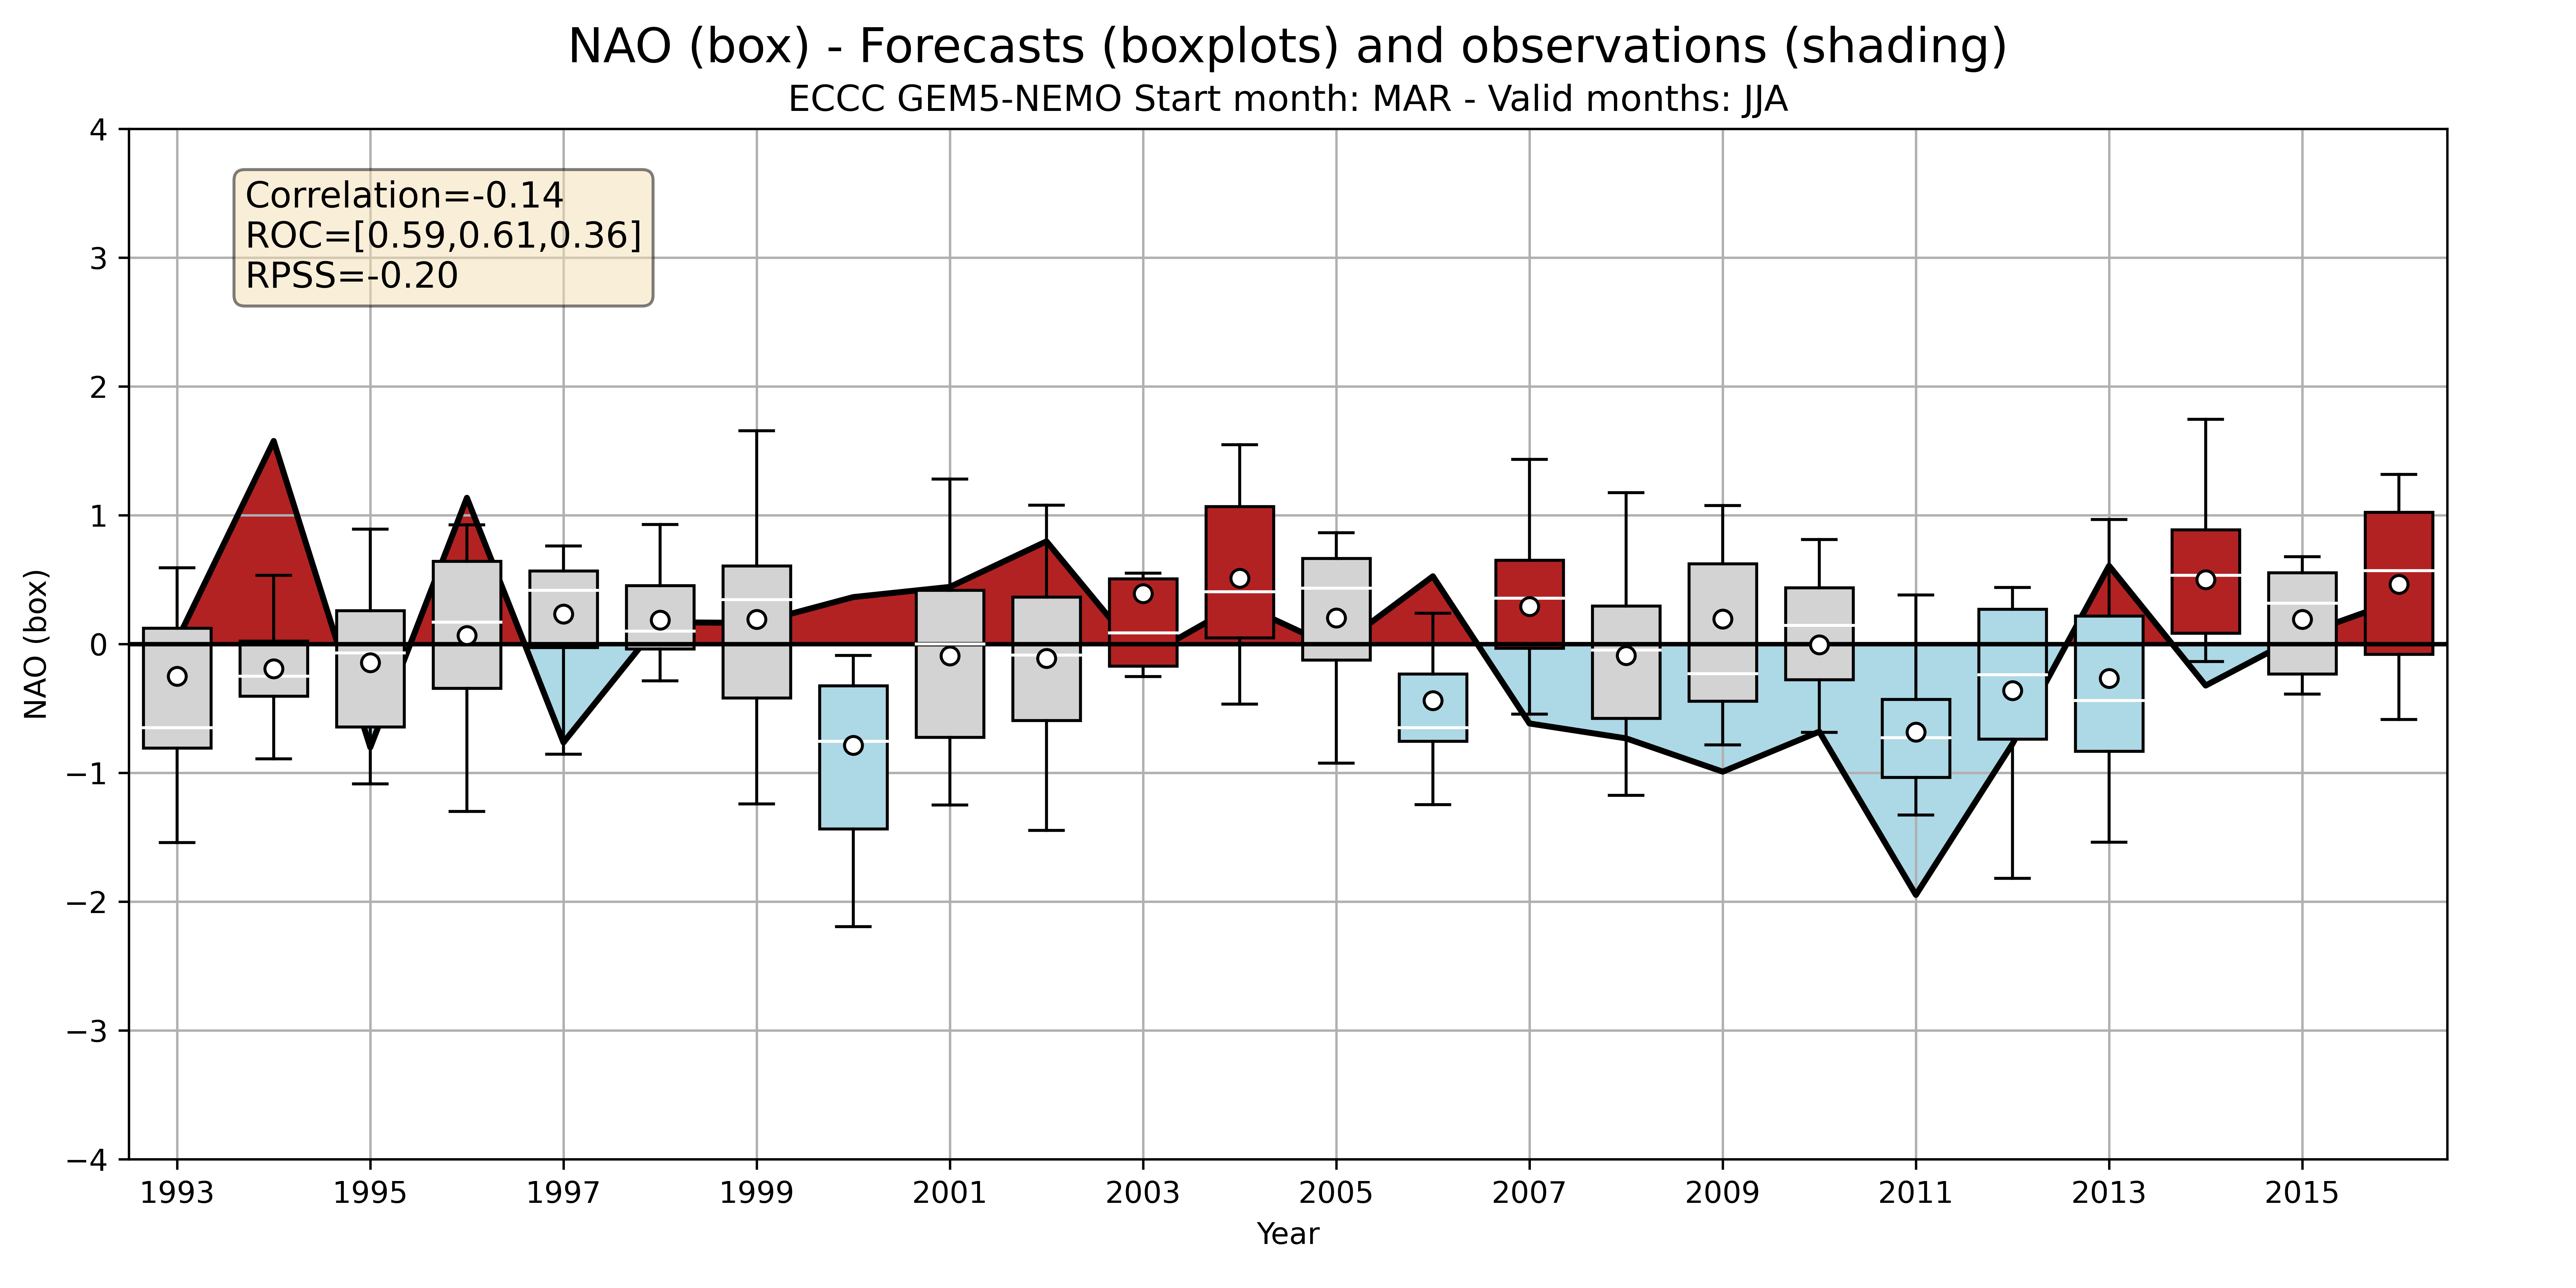 NAO (box) - Forecasts (boxplots) and observations (shading)
ECCC GEM5-NEMO Start month: MAR - Valid months: JJA
Correlation=-0.14
ROC=[0.59,0.61,0.36]
RPSS=-0.20
NAO (box)
4
3
2
1
0
−1
−2
−3
−4
1993 1995 1997 1999 2001 2003 2005 2007 2009 2011 2013 2015
Year